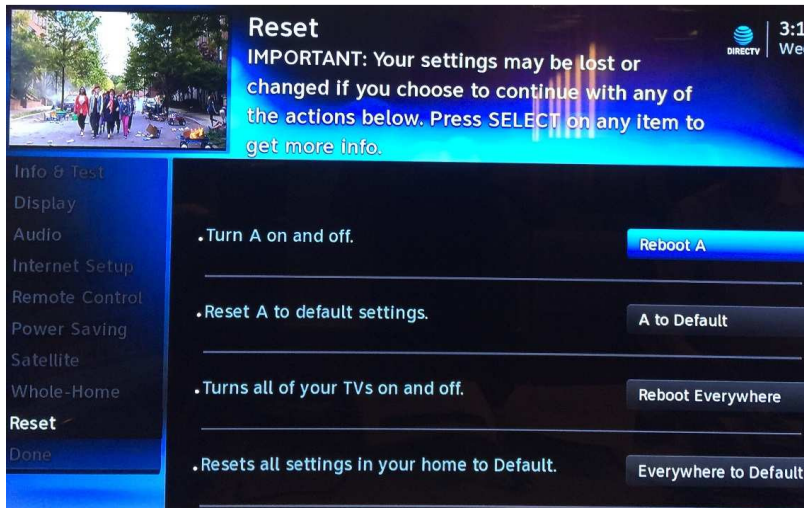 Reset
IMPORTANT: Your settings may be lost or
changed if you choose to continue with any of
the actions below. Press SELECT on any item to
get more info.
DIRECTV
3:1
We
Info & Test
Display
Audio
Internet Setup
Remote Control
Power Saving
Satellite
Whole-Home
Reset
Done
.Turn A on and off.
Reboot A
.Reset A to default settings.
A to Default
.Turns all of your TVs on and off.
Reboot Everywhere
.Resets all settings in your home to Default.
Everywhere to Default